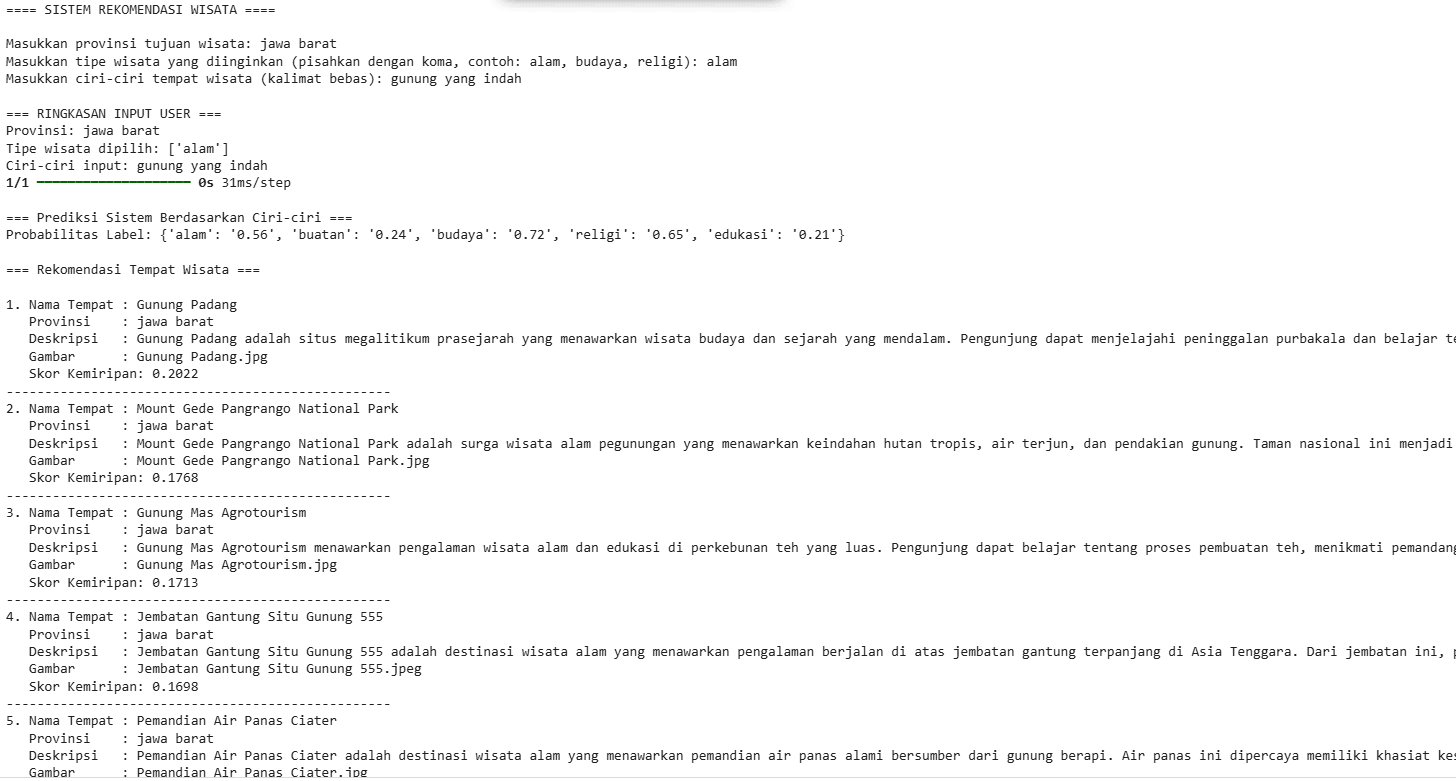 ==== SISTEM REKOMENDASI WISATA ====
Masukkan provinsi tujuan wisata: jawa barat
Masukkan tipe wisata yang diinginkan (pisahkan dengan koma, contoh: alam, budaya, religi): alam
Masukkan ciri-ciri tempat wisata (kalimat bebas): gunung yang indah
=== RINGKASAN INPUT USER ===
Provinsi: jawa barat
Tipe wisata dipilih: ['alam']
Ciri-ciri input: gunung yang indah
1/1 ━━━━━━━━━━━━━━━━━━━━ 0s 31ms/step
=== Prediksi Sistem Berdasarkan Ciri-ciri ===
Probabilitas Label: {'alam': '0.56', 'buatan': '0.24', 'budaya': '0.72', 'religi': '0.65', 'edukasi': '0.21'}
=== Rekomendasi Tempat Wisata ===
1. Nama Tempat : Gunung Padang
Provinsi    : jawa barat
Deskripsi   : Gunung Padang adalah situs megalitikum prasejarah yang menawarkan wisata budaya dan sejarah yang mendalam. Pengunjung dapat menjelajahi peninggalan purbakala dan belajar
Gambar      : Gunung Padang.jpg
Skor Kemiripan: 0.2022
--------------------------------------------------
2. Nama Tempat : Mount Gede Pangrango National Park
Provinsi    : jawa barat
Deskripsi   : Mount Gede Pangrango National Park adalah surga wisata alam pegunungan yang menawarkan keindahan hutan tropis, air terjun, dan pendakian gunung. Taman nasional ini menjadi
Gambar      : Mount Gede Pangrango National Park.jpg
Skor Kemiripan: 0.1768
--------------------------------------------------
3. Nama Tempat : Gunung Mas Agrotourism
Provinsi    : jawa barat
Deskripsi   : Gunung Mas Agrotourism menawarkan pengalaman wisata alam dan edukasi di perkebunan teh yang luas. Pengunjung dapat belajar tentang proses pembuatan teh, menikmati
Gambar      : Gunung Mas Agrotourism.jpg
Skor Kemiripan: 0.1713
--------------------------------------------------
4. Nama Tempat : Jembatan Gantung Situ Gunung 555
Provinsi    : jawa barat
Deskripsi   : Jembatan Gantung Situ Gunung 555 adalah destinasi wisata alam yang menawarkan pengalaman berjalan di atas jembatan gantung terpanjang di Asia Tenggara. Dari jembatan ini,
Gambar      : Jembatan Gantung Situ Gunung 555.jpeg
Skor Kemiripan: 0.1698
--------------------------------------------------
5. Nama Tempat : Pemandian Air Panas Ciater
Provinsi    : jawa barat
Deskripsi   : Pemandian Air Panas Ciater adalah destinasi wisata alam yang menawarkan pemandian air panas alami bersumber dari gunung berapi. Air panas ini dipercaya memiliki khasiat
Gambar      : Pemandian Air Panas Ciater.jpg